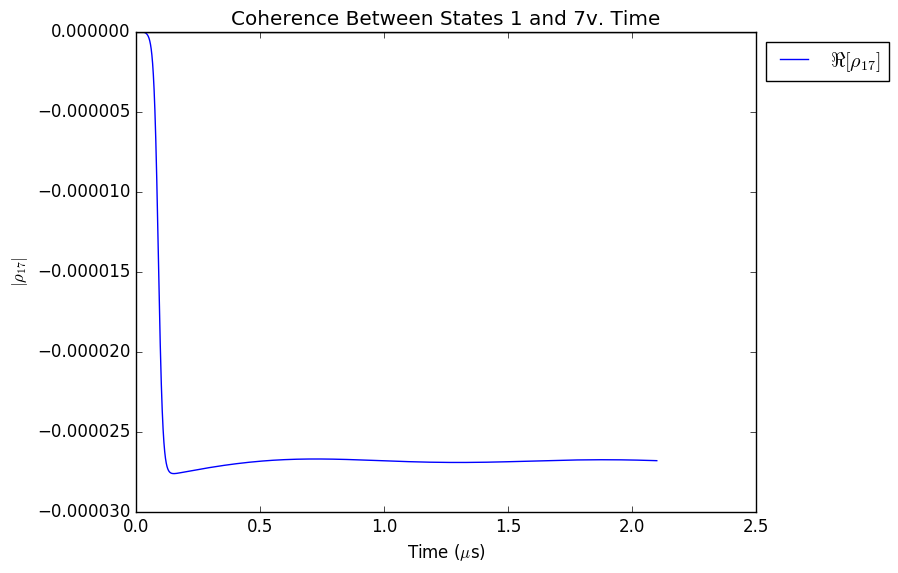 Coherence Between States 1 and 7v. Time
0.000000
−0.000005
−0.000010
−0.000015
−0.000020
−0.000025
−0.000030
|ρ₁₇|
0.0 0.5 1.0 1.5 2.0 2.5
Time (μs)
ℜ[ρ₁₇]